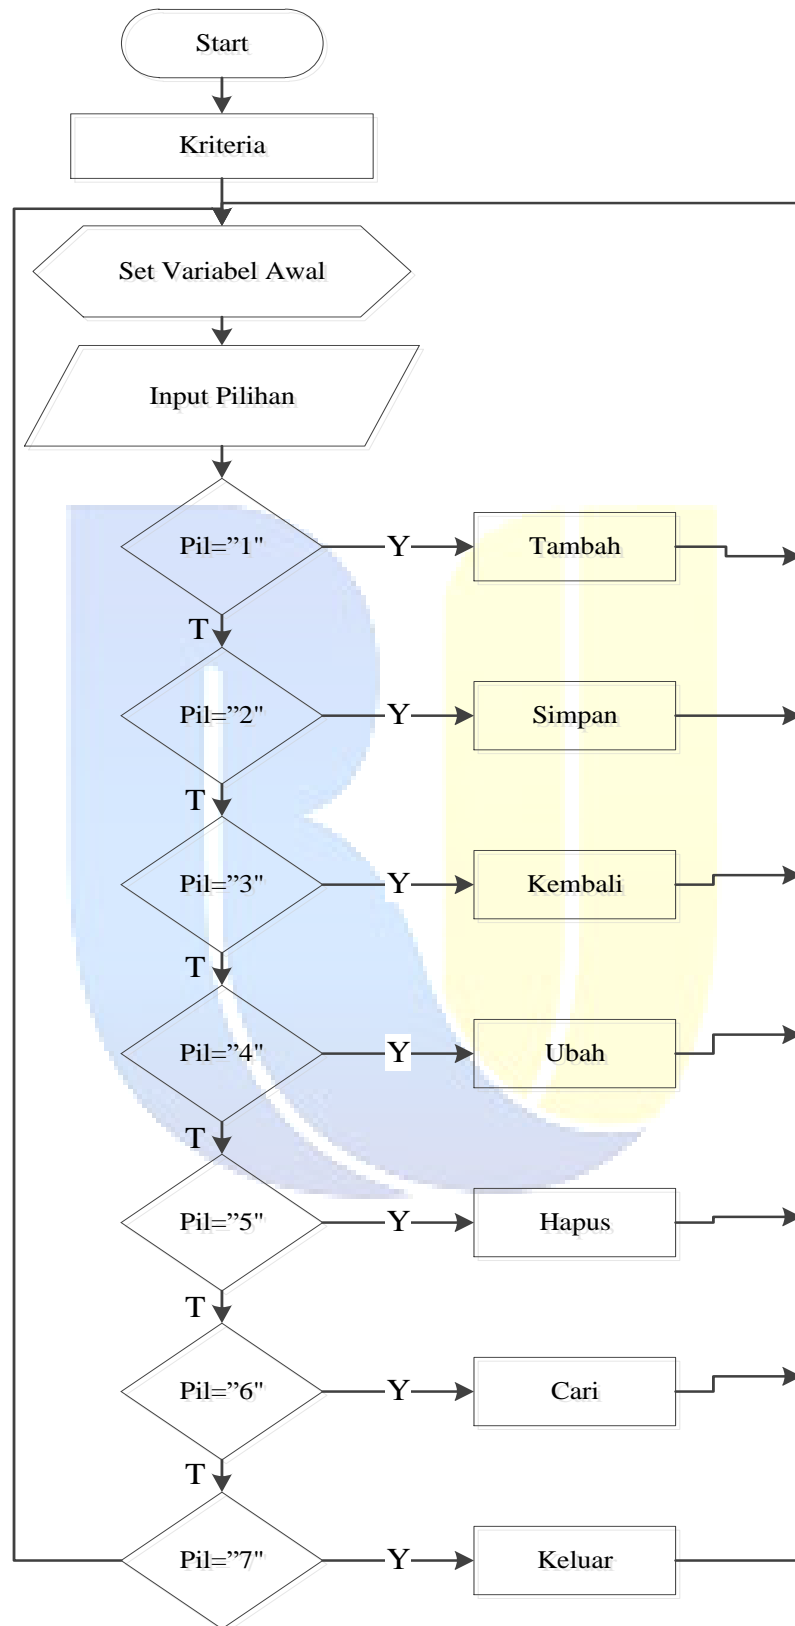 Start
Kriteria
Set Variabel Awal
Input Pilihan
Pil=”1"
Y
Tambah
T
Pil=”2"
Y
Simpan
T
Pil=”3"
Y
Kembali
T
Pil=”4"
Y
Ubah
T
Pil=”5"
Y
Hapus
T
Pil=”6"
Y
Cari
T
Pil=”7"
Y
Keluar